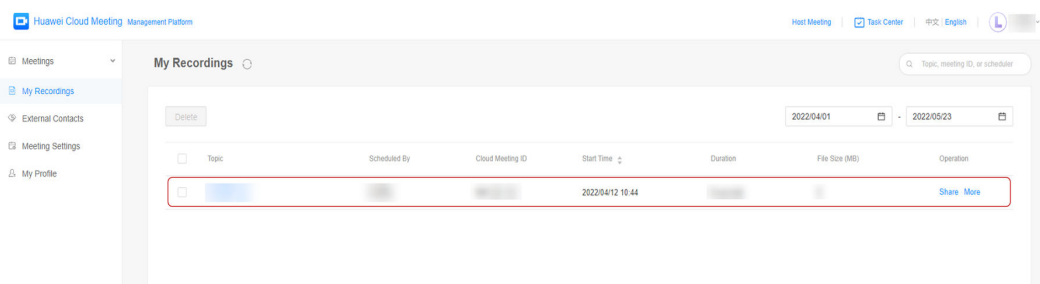 Huawei Cloud Meeting Management Platform Host Meeting Task Center 中文 English L
Meetings
My Recordings
External Contacts
Meeting Settings
My Profile
My Recordings
Topic, meeting ID, or scheduler
Delete 2022/04/01 - 2022/05/23
Topic Scheduled By Cloud Meeting ID Start Time Duration File Size (MB) Operation
2022/04/12 10:44 Share More